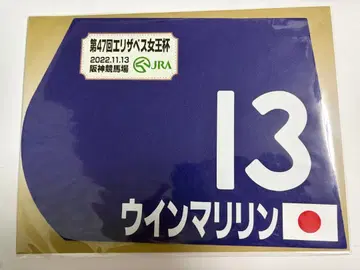 第47回エリザベス女王杯
2022.11.13
阪神競馬場
JRA
13
ウインマリリン